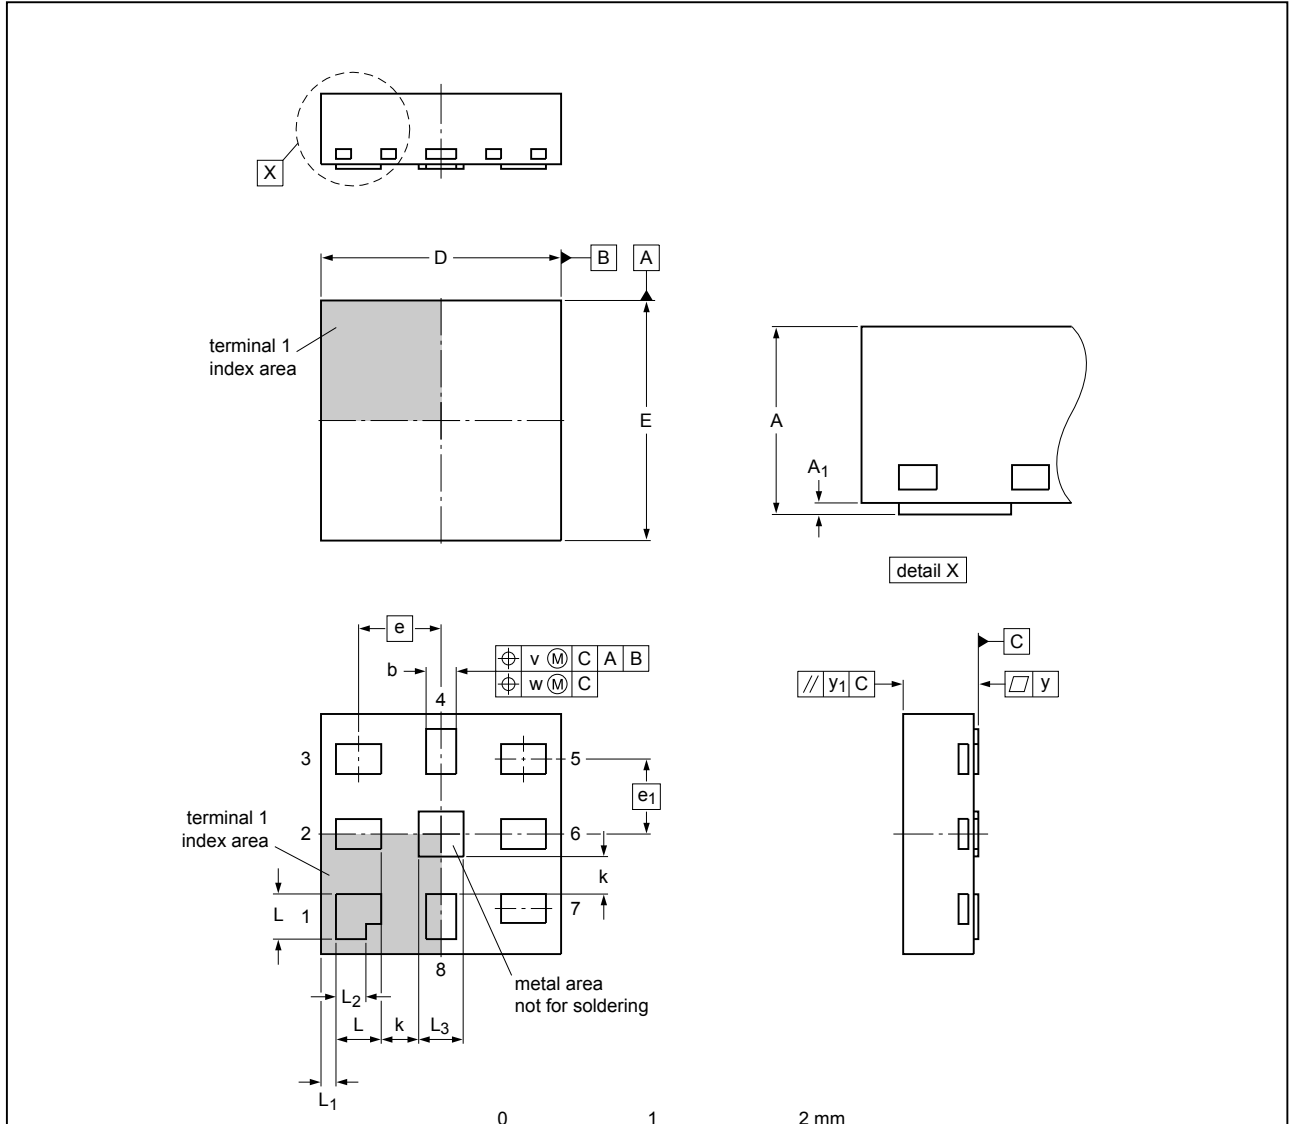 X
D
B
A
terminal 1
index area
E
A
A1
detail X
e
b
v M C A B
w M C
4
C
y1 C
y
3
5
e1
terminal 1
index area
2
6
k
L
1
7
8
metal area
not for soldering
L2
L
k
L3
L1
0
1
2 mm